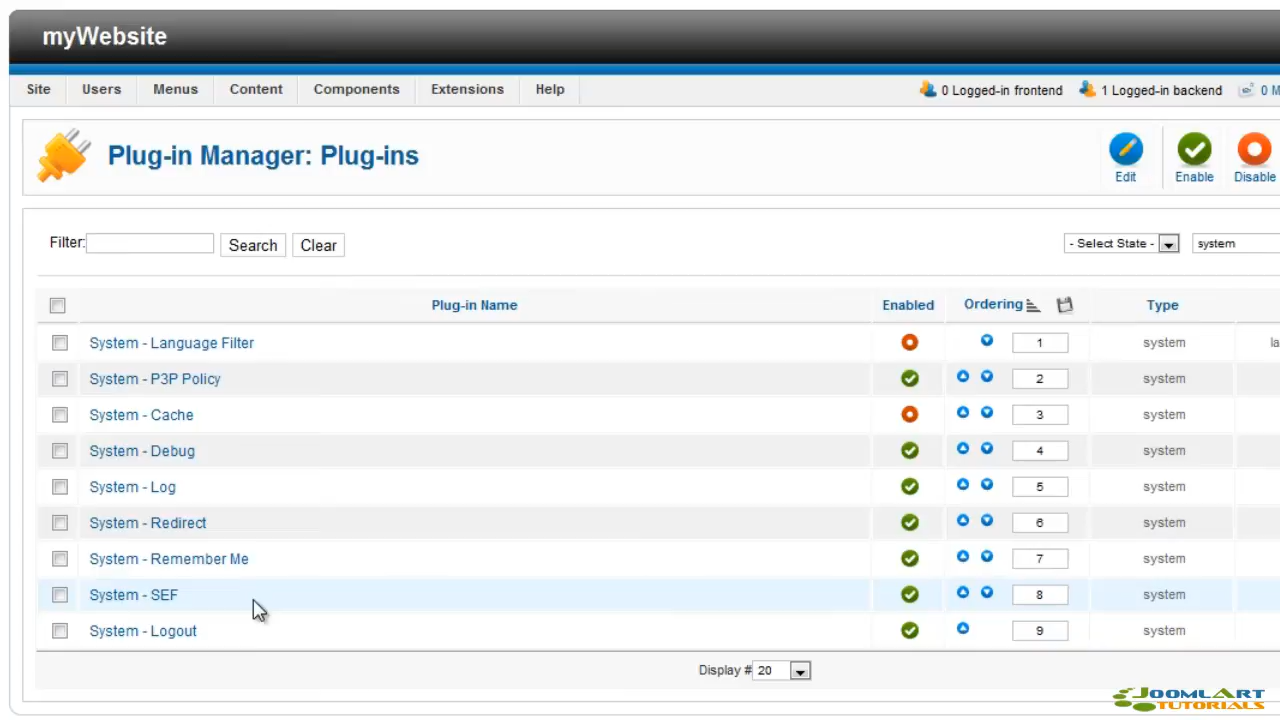 myWebsite
Site Users Menus Content Components Extensions Help 0 Logged-in frontend 1 Logged-in backend 0 M
Plug-in Manager: Plug-ins
Edit Enable Disable
Filter: Search Clear - Select State - system
Plug-in Name Enabled Ordering Type
System - Language Filter 1 system la
System - P3P Policy 2 system
System - Cache 3 system
System - Debug 4 system
System - Log 5 system
System - Redirect 6 system
System - Remember Me 7 system
System - SEF 8 system
System - Logout 9 system
Display # 20
JOOMLART
TUTORIALS